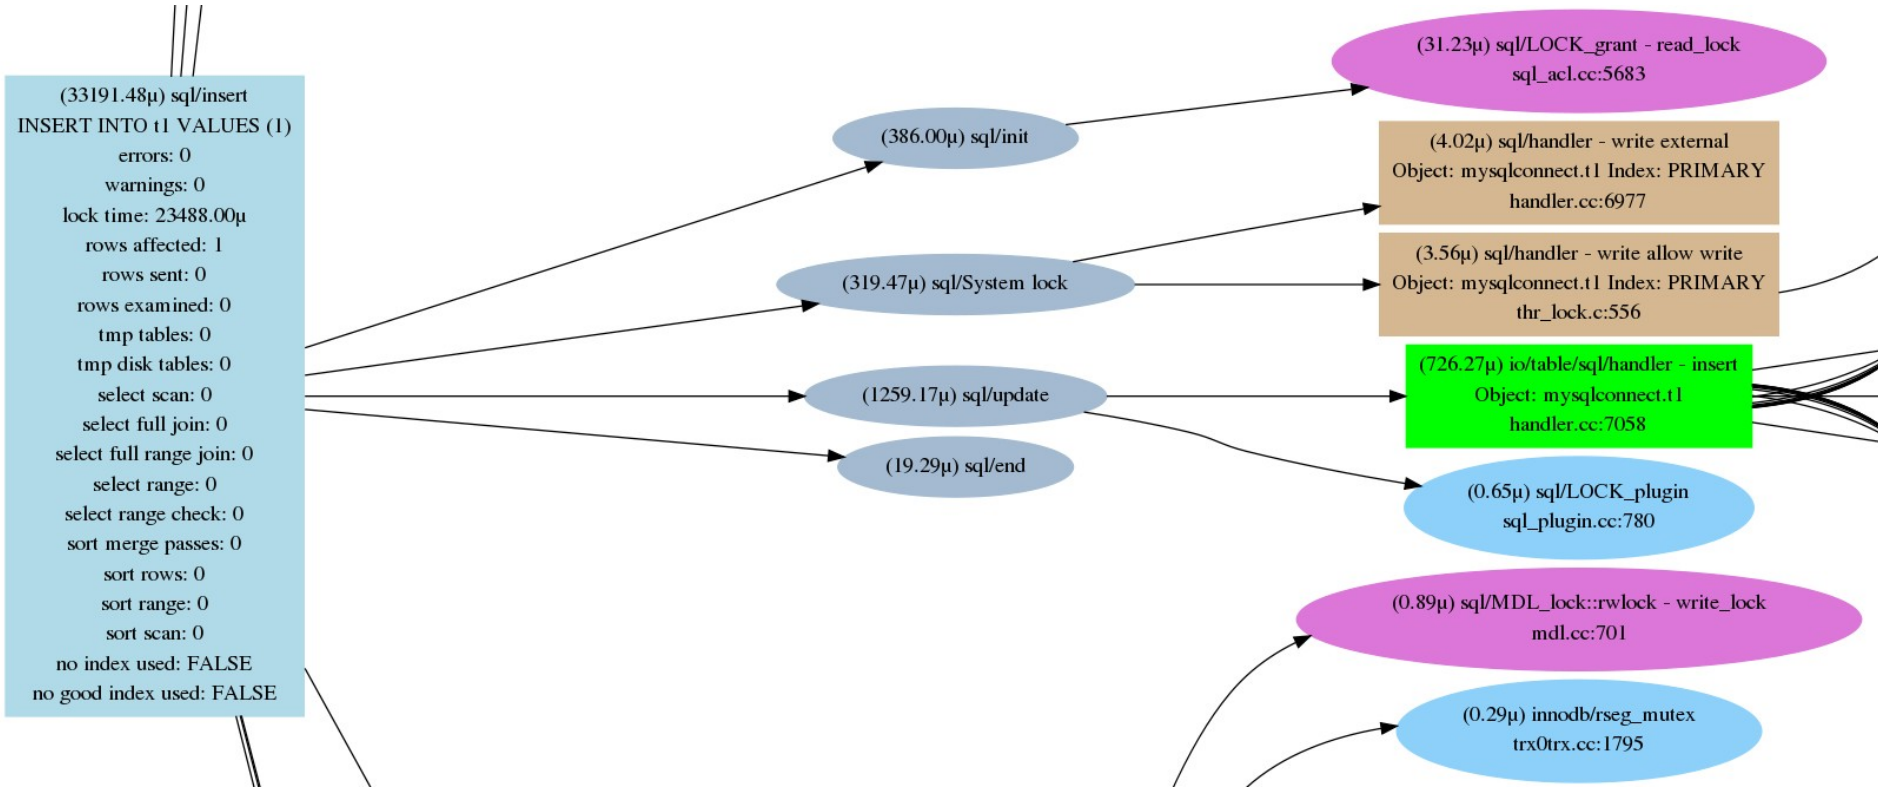 (33191.48µ) sql/insert
INSERT INTO t1 VALUES (1)
errors: 0
warnings: 0
lock time: 23488.00µ
rows affected: 1
rows sent: 0
rows examined: 0
tmp tables: 0
tmp disk tables: 0
select scan: 0
select full join: 0
select full range join: 0
select range: 0
select range check: 0
sort merge passes: 0
sort rows: 0
sort range: 0
sort scan: 0
no index used: FALSE
no good index used: FALSE
(386.00µ) sql/init
(319.47µ) sql/System lock
(1259.17µ) sql/update
(19.29µ) sql/end
(31.23µ) sql/LOCK_grant - read_lock
sql_acl.cc:5683
(4.02µ) sql/handler - write external
Object: mysqlconnect.t1 Index: PRIMARY
handler.cc:6977
(3.56µ) sql/handler - write allow write
Object: mysqlconnect.t1 Index: PRIMARY
thr_lock.c:556
(726.27µ) io/table/sql/handler - insert
Object: mysqlconnect.t1
handler.cc:7058
(0.65µ) sql/LOCK_plugin
sql_plugin.cc:780
(0.89µ) sql/MDL_lock::rwlock - write_lock
mdl.cc:701
(0.29µ) innodb/rseg_mutex
trx0trx.cc:1795